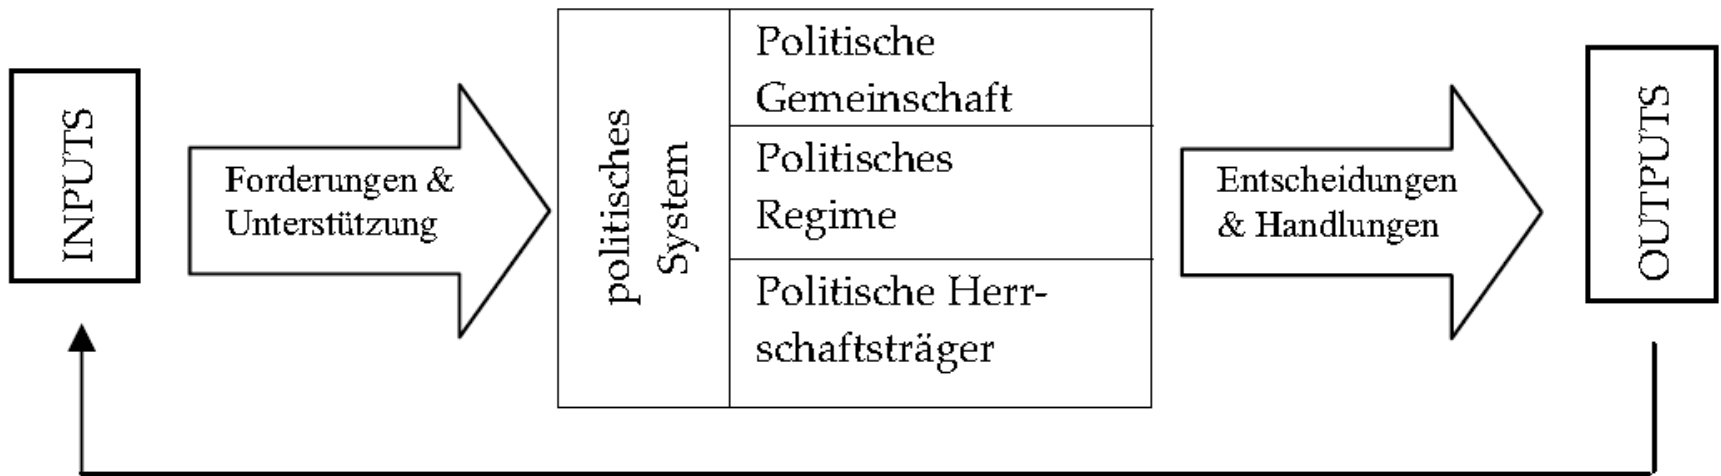 INPUTS
Forderungen &
Unterstützung
politisches
System
Politische
Gemeinschaft
Politisches
Regime
Politische Herr-
schaftsträger
Entscheidungen
& Handlungen
OUTPUTS